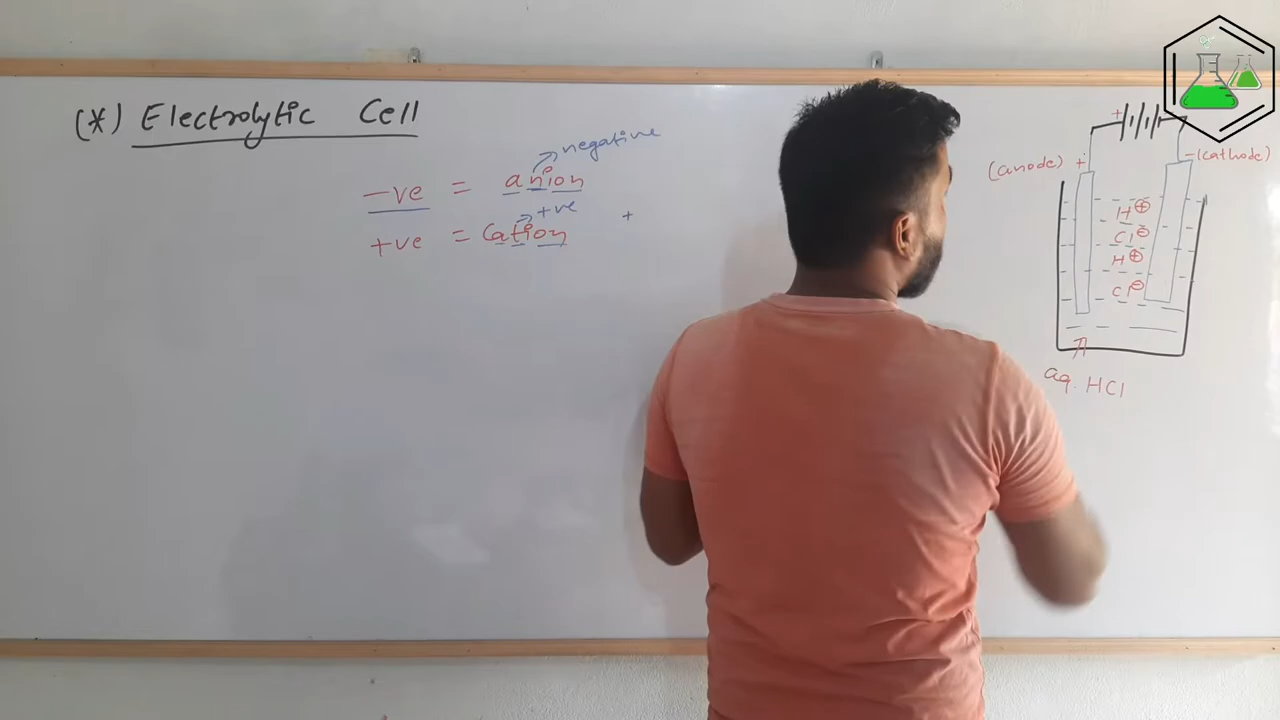 (*) Electrolytic Cell
negative
-ve = anion
+ve
+ve = Cation
+
+
(anode) +
-(cathode)
H⊕
Cl⊖
H⊕
Cl⊖
aq. HCl